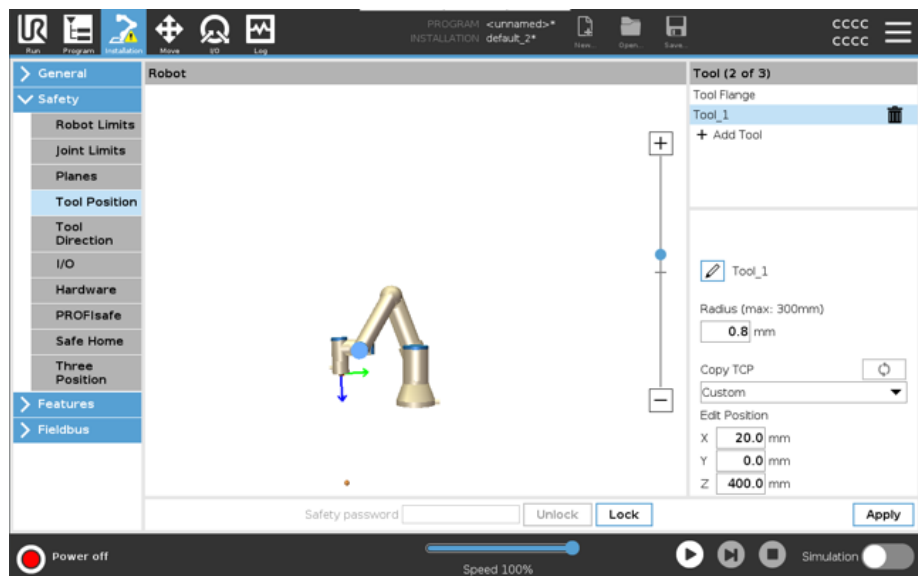 PROGRAM <unnamed>*
INSTALLATION default_2*
UR
Run
Program
Installation
Move
I/O
Log
New...
Open...
Save...
CCCC
CCCC
General
Safety
Robot Limits
Joint Limits
Planes
Tool Position
Tool
Direction
I/O
Hardware
PROFIsafe
Safe Home
Three
Position
Features
Fieldbus
Robot
Tool (2 of 3)
Tool Flange
Tool_1
+ Add Tool
Tool_1
Radius (max: 300mm)
0.8 mm
Copy TCP
Custom
Edit Position
X 20.0 mm
Y 0.0 mm
Z 400.0 mm
Safety password
Unlock
Lock
Apply
Power off
Speed 100%
Simulation